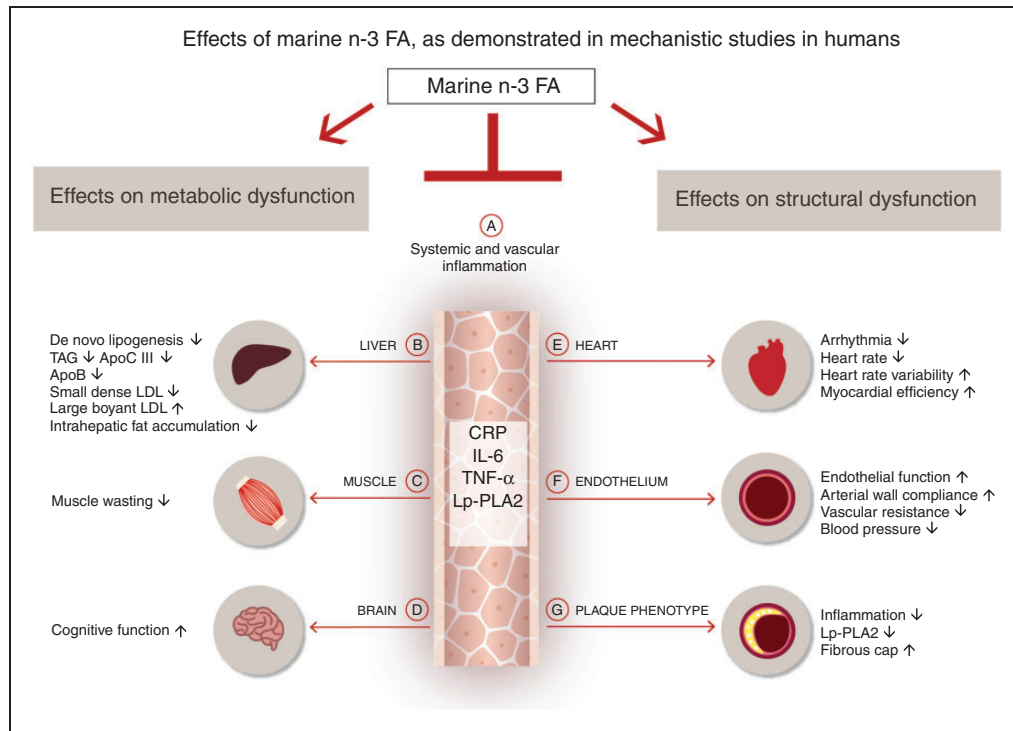 Effects of marine n-3 FA, as demonstrated in mechanistic studies in humans
Marine n-3 FA
Effects on metabolic dysfunction
Effects on structural dysfunction
A
Systemic and vascular
inflammation
De novo lipogenesis ↓
TAG ↓ ApoC III ↓
ApoB ↓
Small dense LDL ↓
Large boyant LDL ↑
Intrahepatic fat accumulation ↓
LIVER B
E HEART
Arrhythmia ↓
Heart rate ↓
Heart rate variability ↑
Myocardial efficiency ↑
CRP
IL-6
TNF-α
Lp-PLA2
Muscle wasting ↓
MUSCLE C
F ENDOTHELIUM
Endothelial function ↑
Arterial wall compliance ↑
Vascular resistance ↓
Blood pressure ↓
Cognitive function ↑
BRAIN D
G PLAQUE PHENOTYPE
Inflammation ↓
Lp-PLA2 ↓
Fibrous cap ↑